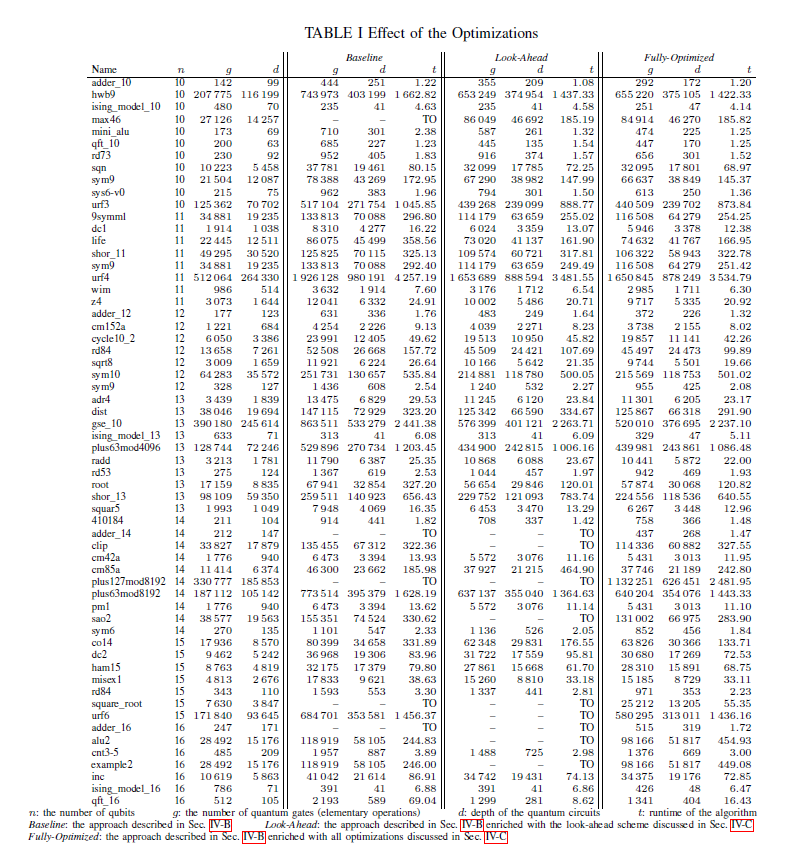 TABLE I Effect of the Optimizations
Baseline Look-Ahead Fully-Optimized
Name n g d g d t g d t g d t
adder_10 10 142 99 444 251 1.22 355 209 1.08 292 172 1.20
hwb9 10 207 775 116 199 743 973 403 199 1 662.82 653 249 374 954 1 437.33 655 220 375 105 1 422.33
ising_model_10 10 480 70 235 41 4.63 235 41 4.58 251 47 4.14
max46 10 27 126 14 257 – – TO 86 049 46 692 185.19 84 914 46 270 185.82
mini_alu 10 173 69 710 301 2.38 587 261 1.32 474 225 1.25
qft_10 10 200 63 685 227 1.23 445 135 1.54 447 170 1.25
rd73 10 230 92 952 405 1.83 916 374 1.57 656 301 1.52
sqn 10 10 223 5 458 37 781 19 461 80.15 32 099 17 785 72.25 32 095 17 801 68.97
sym9 10 21 504 12 087 78 388 43 269 172.95 67 290 38 982 147.99 66 637 38 849 145.37
sys6-v0 10 215 75 962 383 1.96 794 301 1.50 613 250 1.36
urf3 10 125 362 70 702 517 104 271 754 1 045.85 439 268 239 099 888.77 440 509 239 702 873.84
9symml 11 34 881 19 235 133 813 70 088 296.80 114 179 63 659 255.02 116 508 64 279 254.25
dc1 11 1 914 1 038 8 310 4 277 16.22 6 024 3 359 13.07 5 946 3 378 12.38
life 11 22 445 12 511 86 075 45 499 358.56 73 020 41 137 161.90 74 632 41 767 166.95
shor_11 11 49 295 30 520 125 825 70 115 325.13 109 574 60 721 317.81 106 322 58 943 322.78
sym9 11 34 881 19 235 133 813 70 088 292.40 114 179 63 659 249.49 116 508 64 279 251.42
urf4 11 512 064 264 330 1 926 128 980 191 4 257.19 1 653 689 888 594 3 481.55 1 650 845 878 249 3 534.79
wim 11 986 514 3 632 1 914 7.60 3 176 1 712 6.54 2 985 1 711 6.30
z4 11 3 073 1 644 12 041 6 332 24.91 10 002 5 486 20.71 9 717 5 335 20.92
adder_12 12 177 123 631 336 1.76 483 249 1.64 372 226 1.32
cm152a 12 1 221 684 4 254 2 226 9.13 4 039 2 271 8.23 3 738 2 155 8.02
cycle10_2 12 6 050 3 386 23 991 12 405 49.62 19 513 10 950 45.82 19 857 11 141 42.26
rd84 12 13 658 7 261 52 508 26 668 157.72 45 509 24 421 107.69 45 497 24 473 99.89
sqrt8 12 3 009 1 659 11 921 6 224 26.64 10 166 5 642 21.35 9 744 5 501 19.66
sym10 12 64 283 35 572 251 731 130 657 535.84 214 881 118 780 500.05 215 569 118 753 501.02
sym9 12 328 127 1 436 608 2.54 1 240 532 2.27 955 425 2.08
adr4 13 3 439 1 839 13 475 6 829 29.53 11 245 6 120 23.84 11 301 6 205 23.17
dist 13 38 046 19 694 147 115 72 929 323.20 125 342 66 590 334.67 125 867 66 318 291.90
gse_10 13 390 180 245 614 863 511 533 279 2 441.38 576 399 401 121 2 263.71 520 010 376 695 2 237.10
ising_model_13 13 633 71 313 41 6.08 313 41 6.09 329 47 5.11
plus63mod4096 13 128 744 72 246 529 896 270 734 1 203.45 434 900 242 815 1 006.16 439 981 243 861 1 086.48
radd 13 3 213 1 781 11 790 6 387 25.35 10 868 6 088 23.67 10 441 5 872 22.00
rd53 13 275 124 1 367 619 2.53 1 044 457 1.97 942 469 1.93
root 13 17 159 8 835 67 941 32 854 327.20 56 654 29 846 120.01 57 874 30 068 120.82
shor_13 13 98 109 59 350 259 511 140 923 656.43 229 752 121 093 783.74 224 556 118 536 640.55
squar5 13 1 993 1 049 7 948 4 069 16.35 6 453 3 470 13.29 6 267 3 448 12.96
410184 14 211 104 914 441 1.82 708 337 1.42 758 366 1.48
adder_14 14 212 147 – – TO – – TO 437 268 1.47
clip 14 33 827 17 879 135 455 67 312 322.36 – – TO 114 336 60 882 327.55
cm42a 14 1 776 940 6 473 3 394 13.93 5 572 3 076 11.16 5 431 3 013 11.95
cm85a 14 11 414 6 374 46 300 23 662 185.98 37 927 21 215 464.90 37 746 21 189 242.80
plus127mod8192 14 330 777 185 853 – – TO – – TO 1 132 251 626 451 2 481.95
plus63mod8192 14 187 112 105 142 773 514 395 379 1 628.19 637 137 355 040 1 364.63 640 204 354 076 1 443.33
pm1 14 1 776 940 6 473 3 394 13.62 5 572 3 076 11.14 5 431 3 013 11.10
sao2 14 38 577 19 563 155 351 74 524 330.62 – – TO 131 002 66 975 283.90
sym6 14 270 135 1 101 547 2.33 1 136 526 2.05 852 456 1.84
co14 15 17 936 8 570 80 399 34 658 331.89 62 348 29 831 176.55 63 826 30 366 133.71
dc2 15 9 462 5 242 36 968 19 306 83.96 31 722 17 559 95.81 30 680 17 269 72.53
ham15 15 8 763 4 819 32 175 17 379 79.80 27 861 15 668 61.70 28 310 15 891 68.75
misex1 15 4 813 2 676 17 833 9 621 38.63 15 260 8 810 33.18 15 185 8 729 33.11
rd84 15 343 110 1 593 553 3.30 1 337 441 2.81 971 353 2.23
square_root 15 7 630 3 847 – – TO – – TO 25 212 13 205 55.35
urf6 15 171 840 93 645 684 701 353 581 1 456.37 – – TO 580 295 313 011 1 436.16
adder_16 16 247 171 – – TO – – TO 515 319 1.72
alu2 16 28 492 15 176 118 919 58 105 244.83 – – TO 98 166 51 817 454.93
cnt3-5 16 485 209 1 957 887 3.89 1 488 725 2.98 1 376 669 3.00
example2 16 28 492 15 176 118 919 58 105 246.00 – – TO 98 166 51 817 449.08
inc 16 10 619 5 863 41 042 21 614 86.91 34 742 19 431 74.13 34 375 19 176 72.85
ising_model_16 16 786 71 391 41 6.88 391 41 6.86 426 48 6.47
qft_16 16 512 105 2 193 589 69.04 1 299 281 8.62 1 341 404 16.43
n: the number of qubits g: the number of quantum gates (elementary operations) d: depth of the quantum circuits t: runtime of the algorithm
Baseline: the approach described in Sec. IV-B Look-Ahead: the approach described in Sec. IV-B enriched with the look-ahead scheme discussed in Sec. IV-C
Fully-Optimized: the approach described in Sec. IV-B enriched with all optimizations discussed in Sec. IV-C